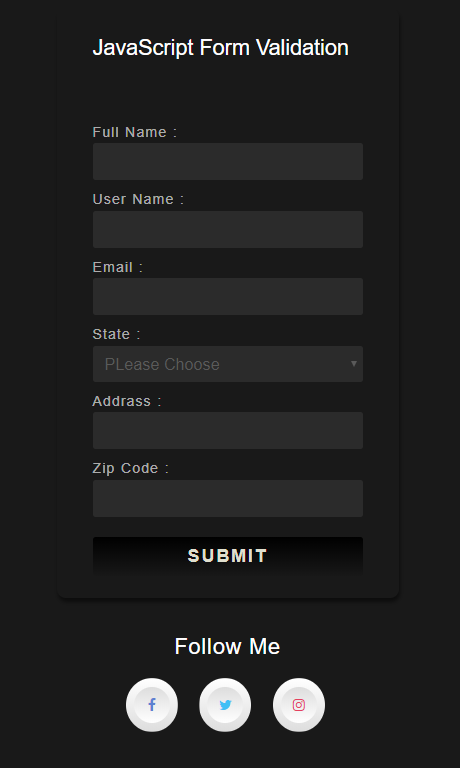 JavaScript Form Validation
Full Name :
User Name :
Email :
State :
PLease Choose
Addrass :
Zip Code :
SUBMIT
Follow Me